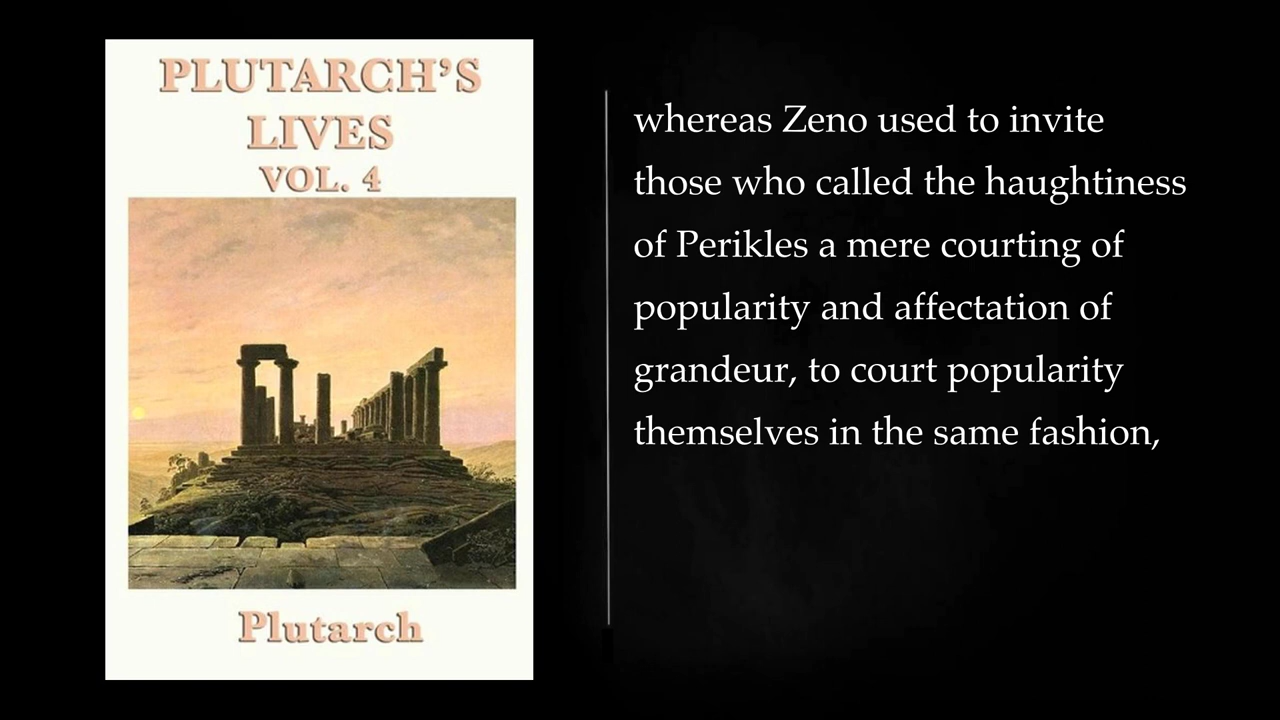 PLUTARCH'S
LIVES
VOL. 4
Plutarch
whereas Zeno used to invite
those who called the haughtiness
of Perikles a mere courting of
popularity and affectation of
grandeur, to court popularity
themselves in the same fashion,